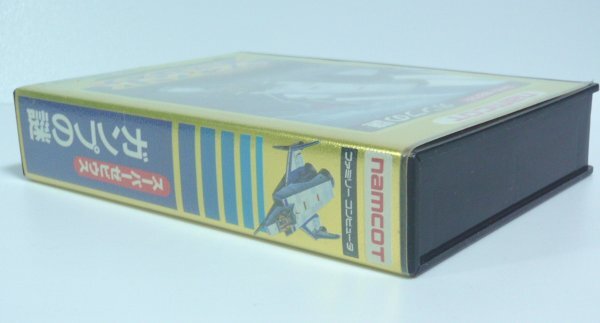 スーパーゼビウス
ガンプの謎
ファミリー コンピュータ
namcot
namcot